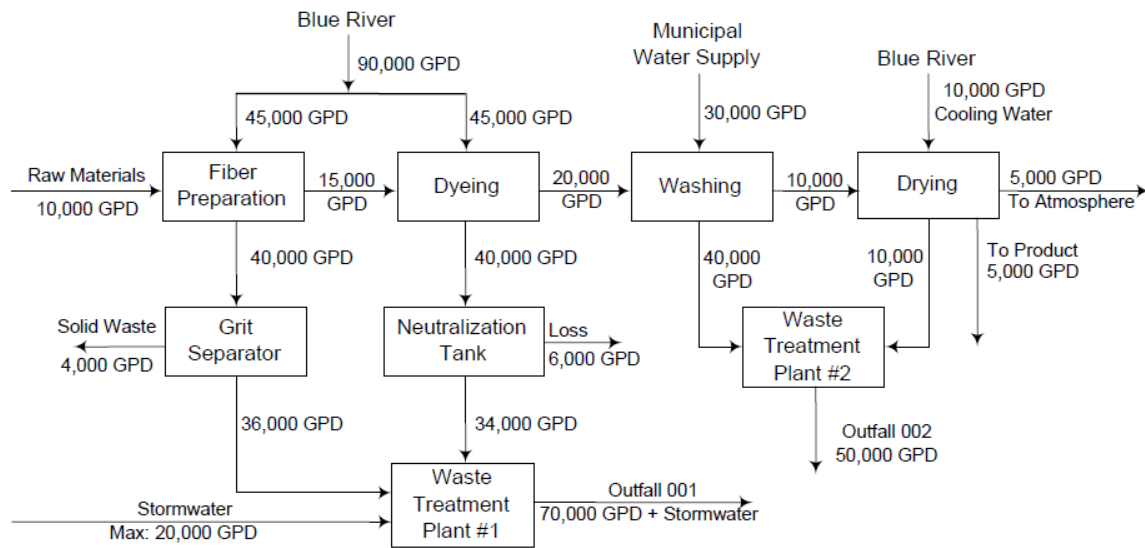 Blue River
90,000 GPD
45,000 GPD
45,000 GPD
Municipal
Water Supply
30,000 GPD
Blue River
10,000 GPD
Cooling Water
Raw Materials
10,000 GPD
Fiber
Preparation
15,000
GPD
Dyeing
20,000
GPD
Washing
10,000
GPD
Drying
5,000 GPD
To Atmosphere
40,000 GPD
40,000 GPD
40,000
GPD
10,000
GPD
To Product
5,000 GPD
Solid Waste
4,000 GPD
Grit
Separator
Neutralization
Tank
Loss
6,000 GPD
Waste
Treatment
Plant #2
36,000 GPD
34,000 GPD
Outfall 002
50,000 GPD
Stormwater
Max: 20,000 GPD
Waste
Treatment
Plant #1
Outfall 001
70,000 GPD + Stormwater